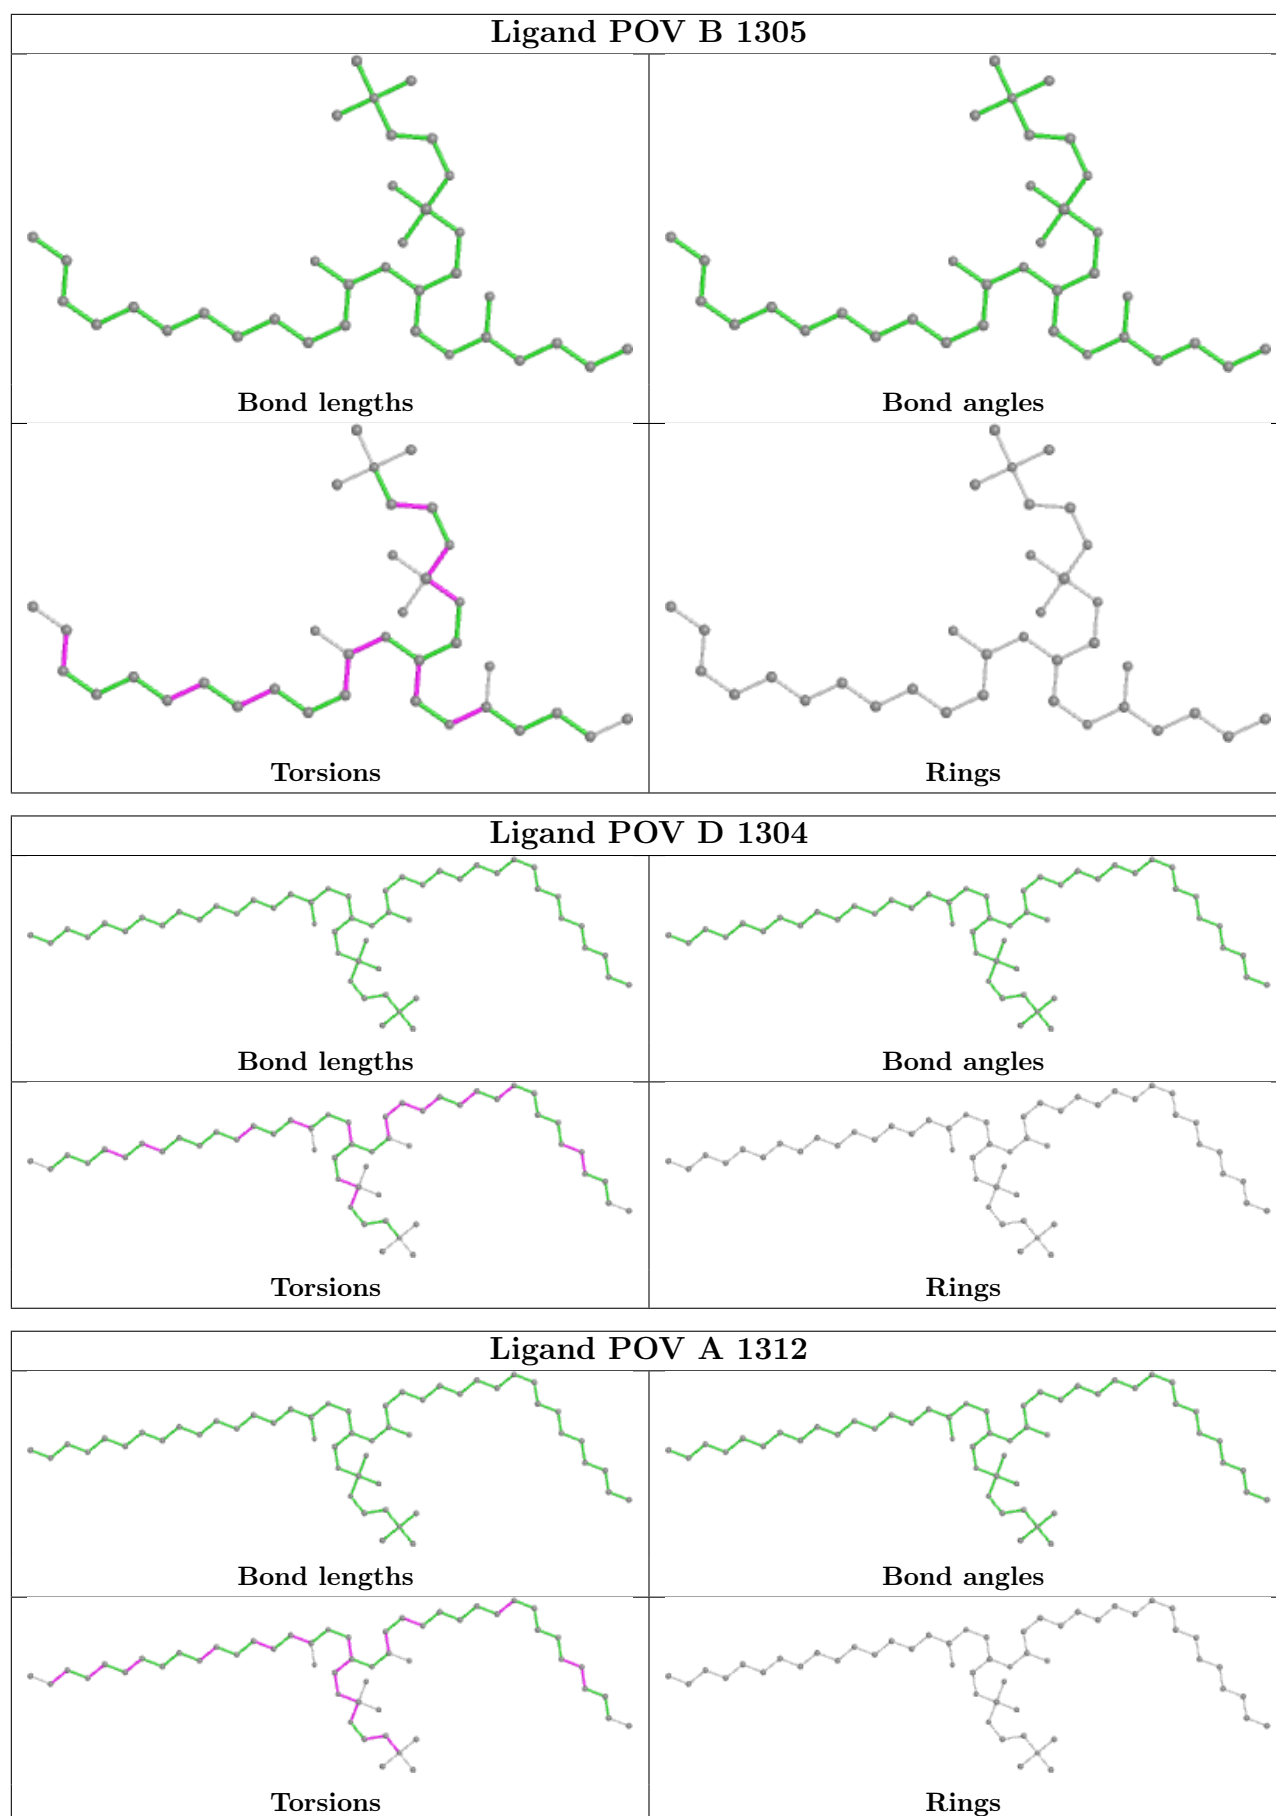 Ligand POV B 1305
Bond lengths
Bond angles
Torsions
Rings
Ligand POV D 1304
Bond lengths
Bond angles
Torsions
Rings
Ligand POV A 1312
Bond lengths
Bond angles
Torsions
Rings